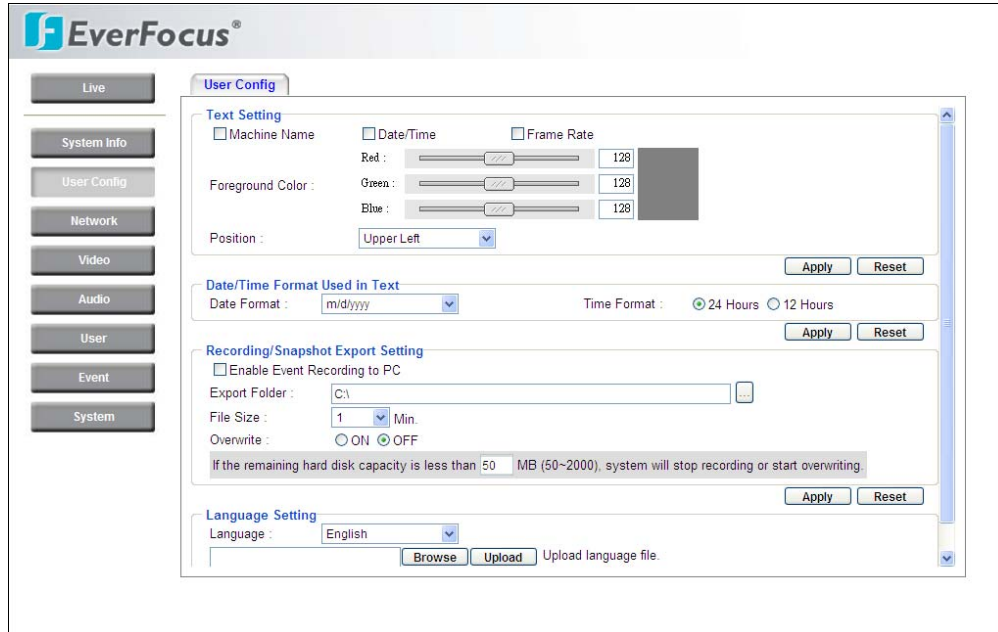 EverFocus®
Live
System Info
User Config
Network
Video
Audio
User
Event
System
User Config
Text Setting
Machine Name Date/Time Frame Rate
Foreground Color :
Red : 128
Green : 128
Blue : 128
Position : Upper Left
Apply Reset
Date/Time Format Used in Text
Date Format : m/d/yyyy Time Format : 24 Hours 12 Hours
Apply Reset
Recording/Snapshot Export Setting
Enable Event Recording to PC
Export Folder : C:\ ...
File Size : 1 Min.
Overwrite : ON OFF
If the remaining hard disk capacity is less than 50 MB (50~2000), system will stop recording or start overwriting.
Apply Reset
Language Setting
Language : English
Browse Upload Upload language file.